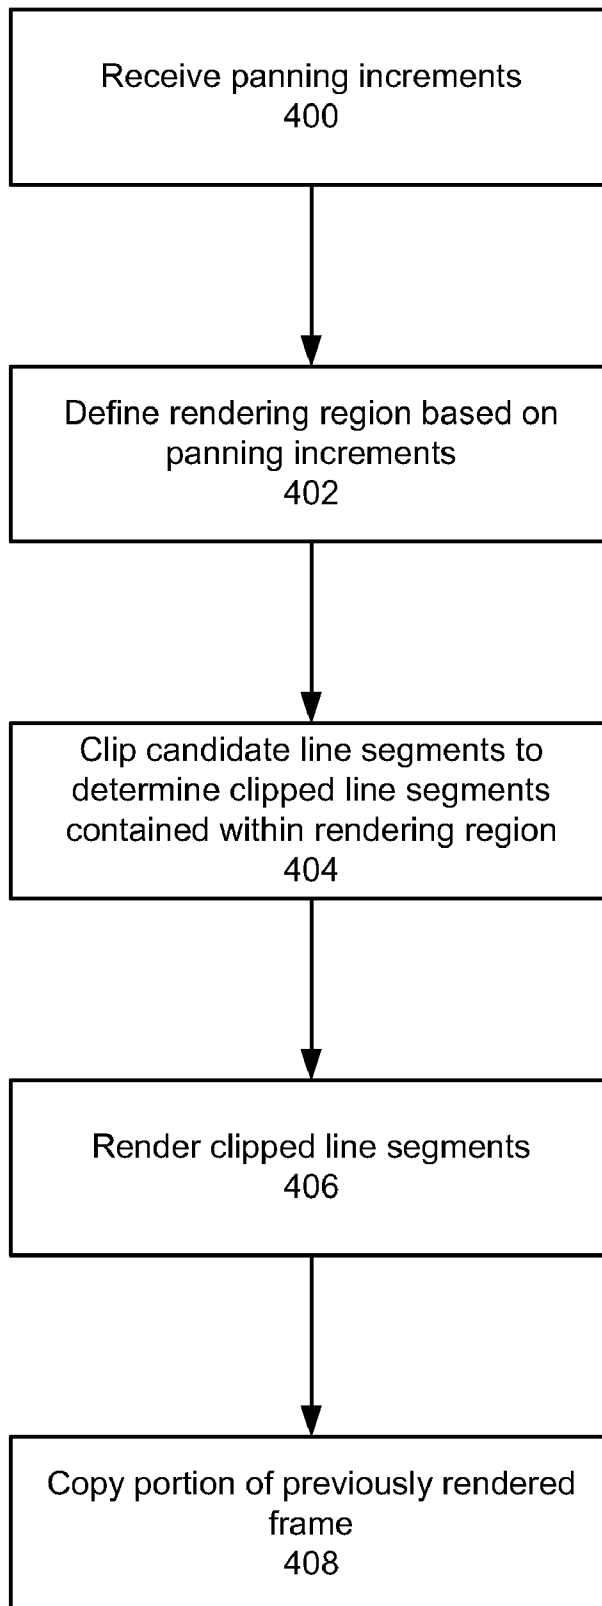 Receive panning increments
400
Define rendering region based on
panning increments
402
Clip candidate line segments to
determine clipped line segments
contained within rendering region
404
Render clipped line segments
406
Copy portion of previously rendered
frame
408